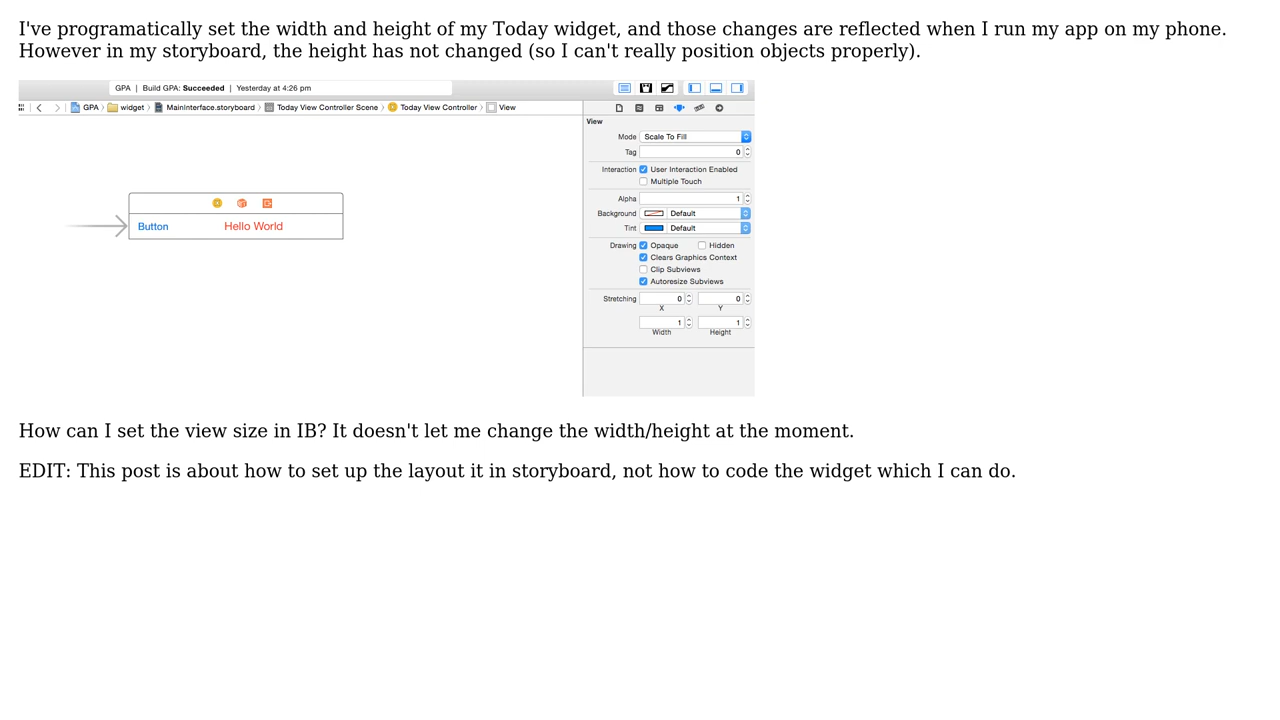 I've programatically set the width and height of my Today widget, and those changes are reflected when I run my app on my phone.
However in my storyboard, the height has not changed (so I can't really position objects properly).
GPA | Build GPA: Succeeded | Yesterday at 4:26 pm
GPA widget MainInterface.storyboard Today View Controller Scene Today View Controller View
View
Mode Scale To Fill
Tag 0
Interaction User Interaction Enabled
Multiple Touch
Alpha 1
Background Default
Tint Default
Drawing Opaque Hidden
Clears Graphics Context
Clip Subviews
Autoresize Subviews
Stretching 0 0
X Y
1 1
Width Height
Button Hello World
How can I set the view size in IB? It doesn't let me change the width/height at the moment.
EDIT: This post is about how to set up the layout it in storyboard, not how to code the widget which I can do.